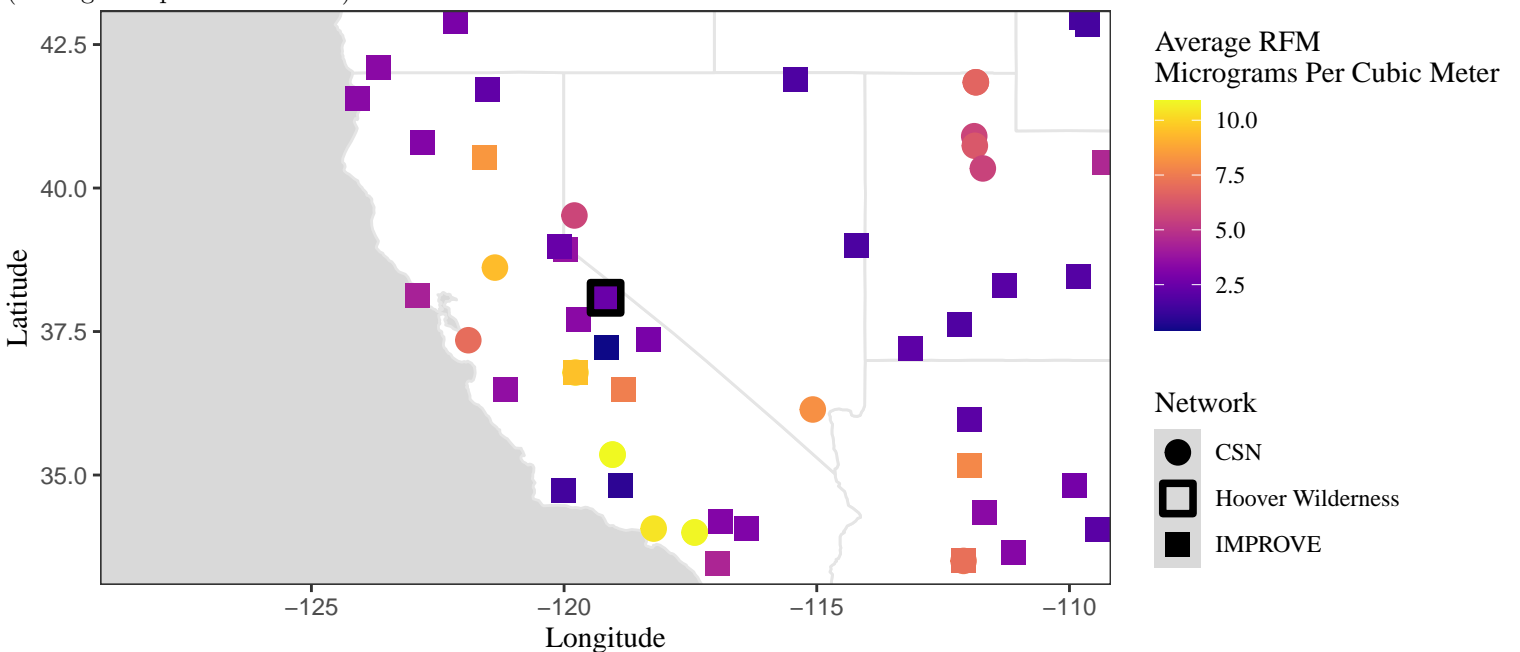 42.5
40.0
37.5
35.0
Latitude
−125
−120
−115
−110
Longitude
Average RFM
Micrograms Per Cubic Meter
10.0
7.5
5.0
2.5
Network
CSN
Hoover Wilderness
IMPROVE